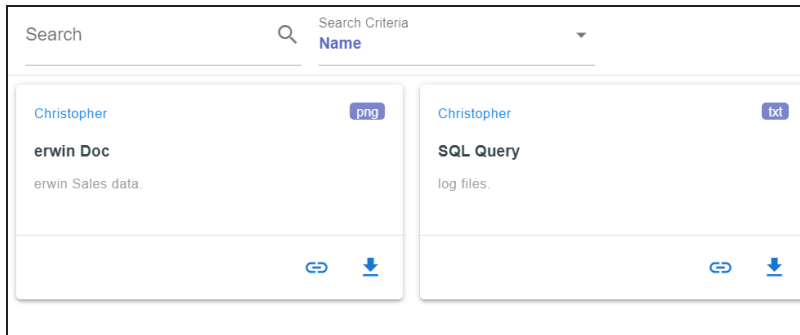 Search
Search Criteria
Name
Christopher
png
erwin Doc
erwin Sales data.
Christopher
txt
SQL Query
log files.